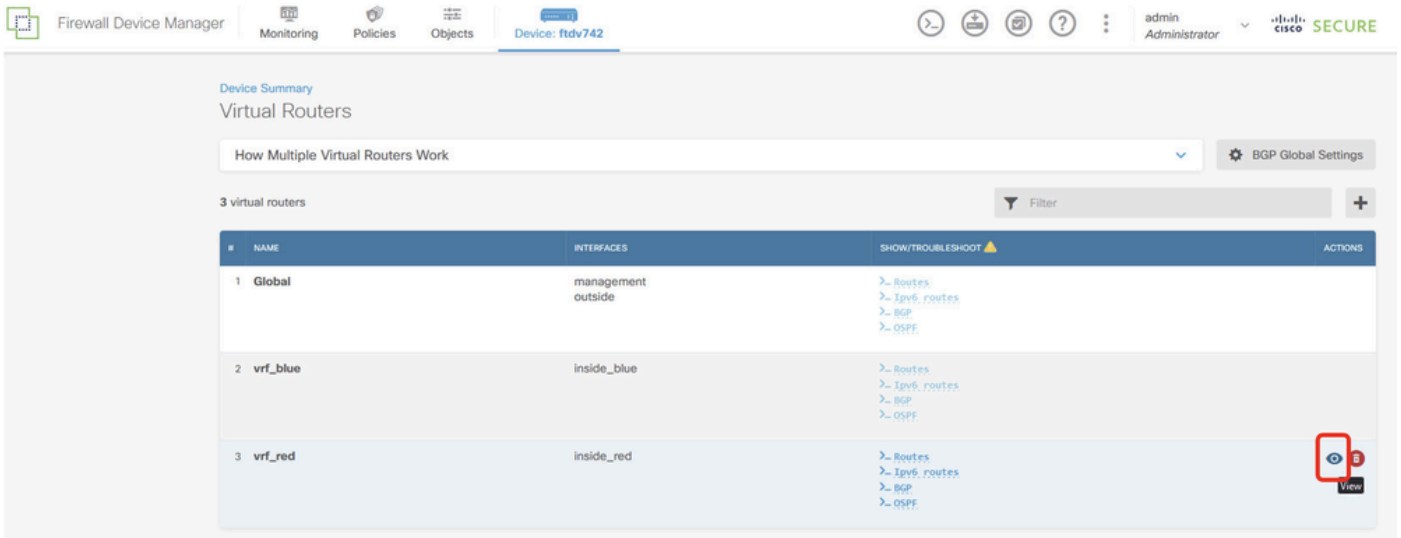 Firewall Device Manager
Monitoring
Policies
Objects
Device: ftdv742
admin
Administrator
cisco SECURE
Device Summary
Virtual Routers
How Multiple Virtual Routers Work
BGP Global Settings
3 virtual routers
Filter
# NAME INTERFACES SHOW/TROUBLESHOOT ACTIONS
1 Global management >_ Routes
outside >_ Ipv6 routes
>_ BGP
>_ OSPF
2 vrf_blue inside_blue >_ Routes
>_ Ipv6 routes
>_ BGP
>_ OSPF
3 vrf_red inside_red >_ Routes
>_ Ipv6 routes
>_ BGP
View
>_ OSPF